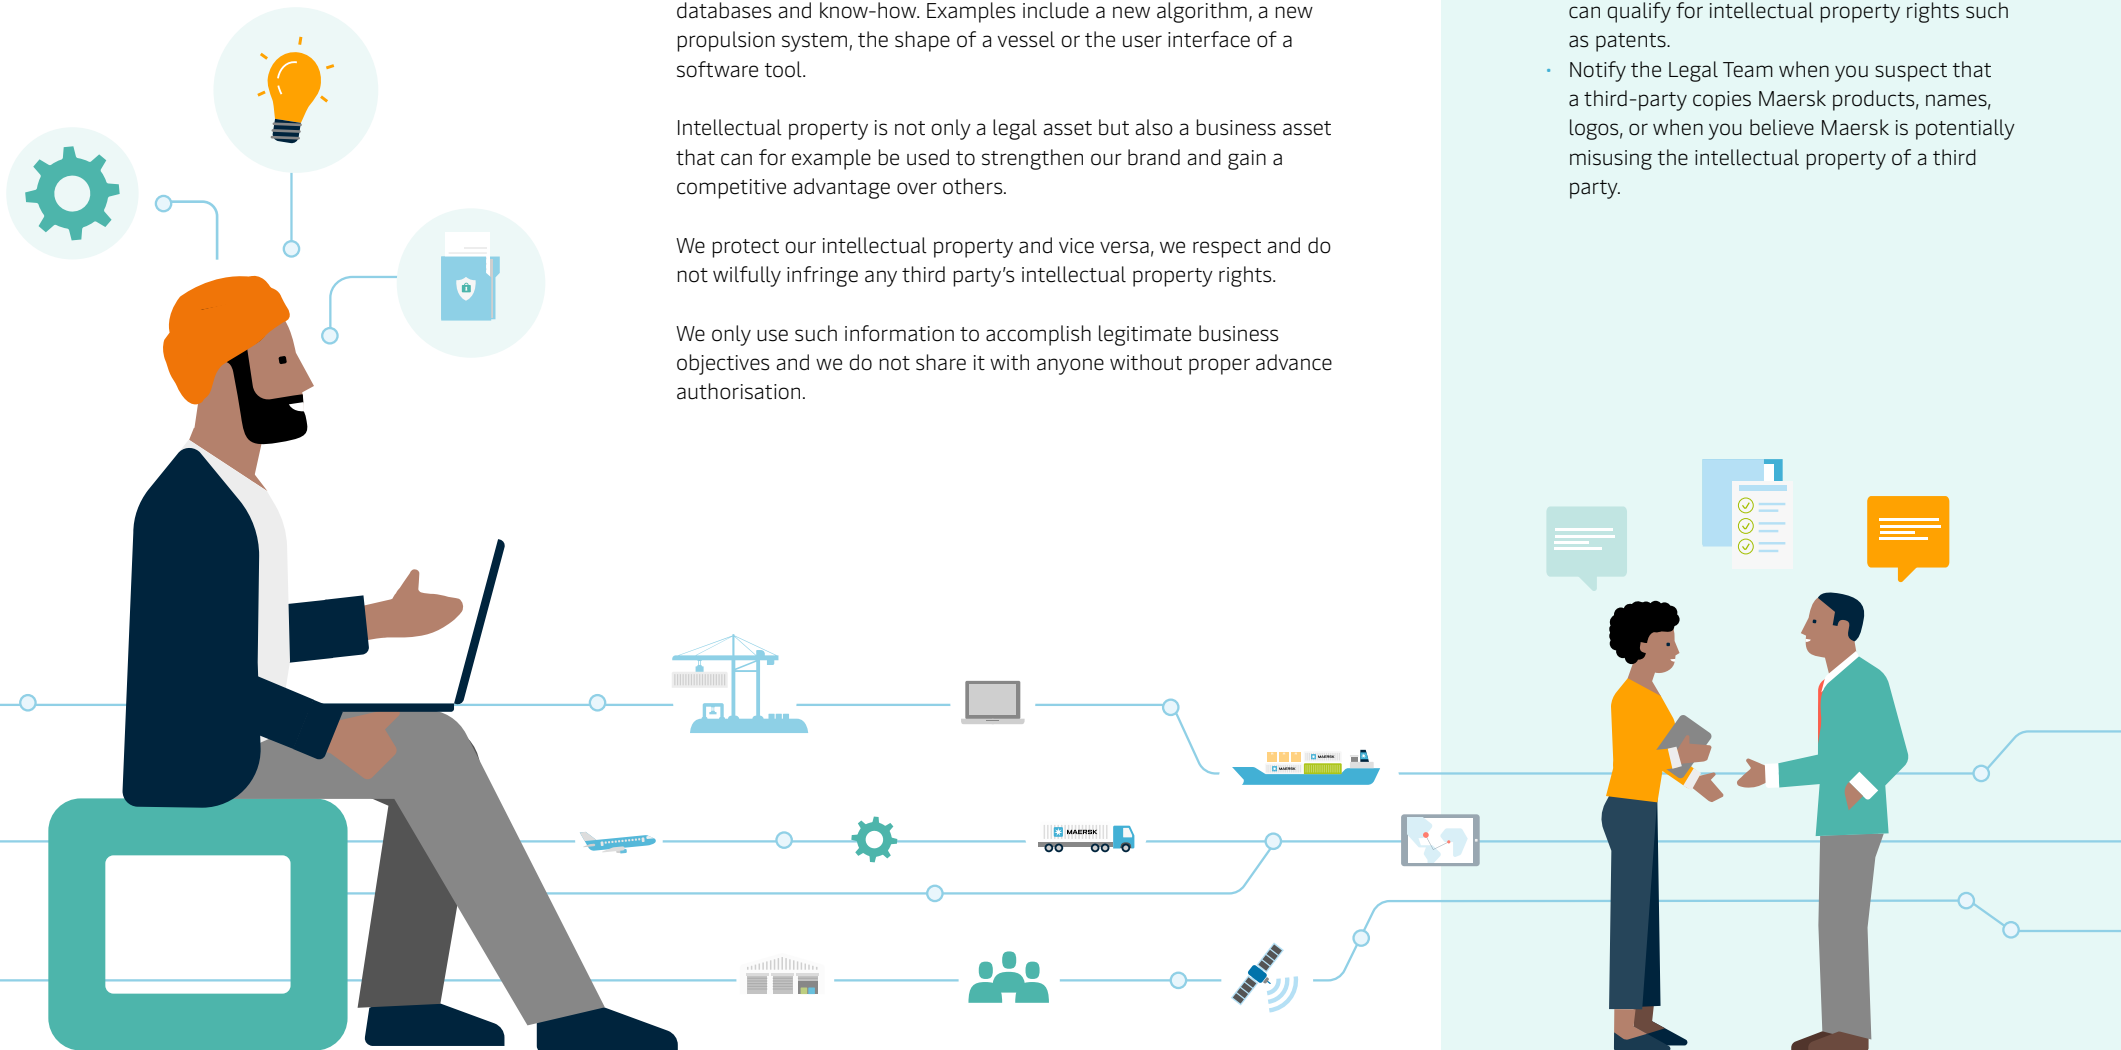 databases and know-how. Examples include a new algorithm, a new
propulsion system, the shape of a vessel or the user interface of a
software tool.
Intellectual property is not only a legal asset but also a business asset
that can for example be used to strengthen our brand and gain a
competitive advantage over others.
We protect our intellectual property and vice versa, we respect and do
not wilfully infringe any third party’s intellectual property rights.
We only use such information to accomplish legitimate business
objectives and we do not share it with anyone without proper advance
authorisation.
can qualify for intellectual property rights such
as patents.
· Notify the Legal Team when you suspect that
a third-party copies Maersk products, names,
logos, or when you believe Maersk is potentially
misusing the intellectual property of a third
party.
MAERSK
MAERSK
MAERSK